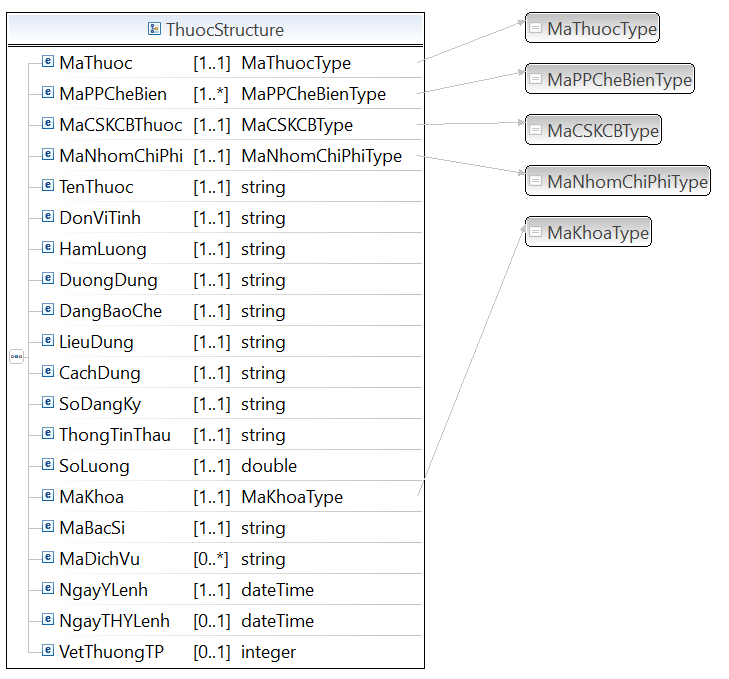 ThuocStructure
MaThuoc [1..1] MaThuocType
MaPPCheBien [1..*] MaPPCheBienType
MaCSKCBThuoc [1..1] MaCSKCBType
MaNhomChiPhi [1..1] MaNhomChiPhiType
TenThuoc [1..1] string
DonViTinh [1..1] string
HamLuong [1..1] string
DuongDung [1..1] string
DangBaoChe [1..1] string
LieuDung [1..1] string
CachDung [1..1] string
SoDangKy [1..1] string
ThongTinThau [1..1] string
SoLuong [1..1] double
MaKhoa [1..1] MaKhoaType
MaBacSi [1..1] string
MaDichVu [0..*] string
NgayYLenh [1..1] dateTime
NgayTHYLenh [0..1] dateTime
VetThuongTP [0..1] integer
MaThuocType
MaPPCheBienType
MaCSKCBType
MaNhomChiPhiType
MaKhoaType